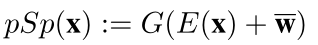 pSp(𝐱) := G(E(𝐱) + w̅)